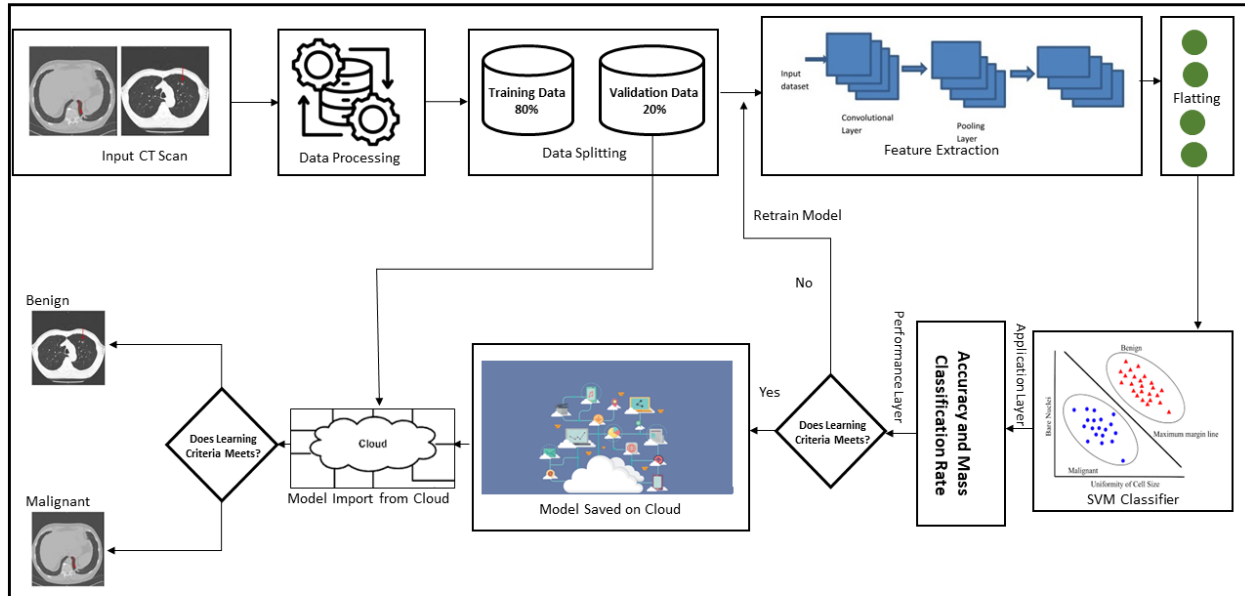 Input CT Scan
Data Processing
Training Data
80%
Validation Data
20%
Data Splitting
Input
dataset
Convolutional
Layer
Pooling
Layer
Feature Extraction
Flatting
Retrain Model
No
Benign
Malignant
Does Learning
Criteria Meets?
Cloud
Model Import from Cloud
Model Saved on Cloud
Yes
Does Learning
Criteria Meets?
Performance Layer
Accuracy and Mass
Classification Rate
Application Layer
Benign
Bare Nuclei
Maximum margin line
Malignant
Uniformity of Cell Size
SVM Classifier